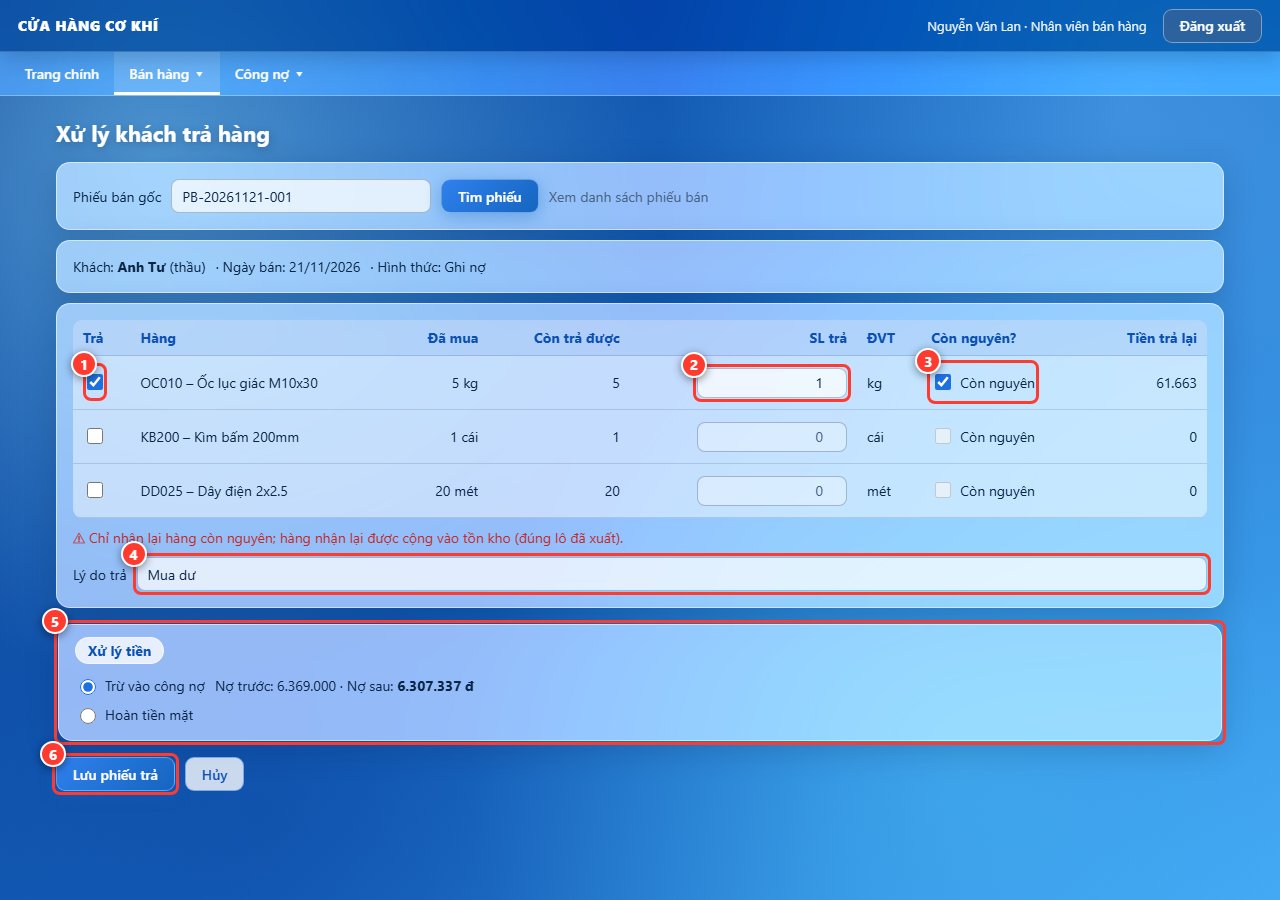 CỬA HÀNG CƠ KHÍ
Nguyễn Văn Lan · Nhân viên bán hàng
Đăng xuất
Trang chính
Bán hàng ▾
Công nợ ▾
Xử lý khách trả hàng
Phiếu bán gốc
PB-20261121-001
Tìm phiếu
Xem danh sách phiếu bán
Khách: Anh Tư (thầu) · Ngày bán: 21/11/2026 · Hình thức: Ghi nợ
Trả Hàng Đã mua Còn trả được SL trả ĐVT Còn nguyên? Tiền trả lại
1 2 3
OC010 – Ốc lục giác M10x30 5 kg 5 1 kg Còn nguyên 61.663
KB200 – Kìm bấm 200mm 1 cái 1 0 cái Còn nguyên 0
DD025 – Dây điện 2x2.5 20 mét 20 0 mét Còn nguyên 0
⚠ Chỉ nhận lại hàng còn nguyên; hàng nhận lại được cộng vào tồn kho (đúng lô đã xuất).
4
Lý do trả Mua dư
5
Xử lý tiền
Trừ vào công nợ Nợ trước: 6.369.000 · Nợ sau: 6.307.337 đ
Hoàn tiền mặt
6
Lưu phiếu trả
Hủy